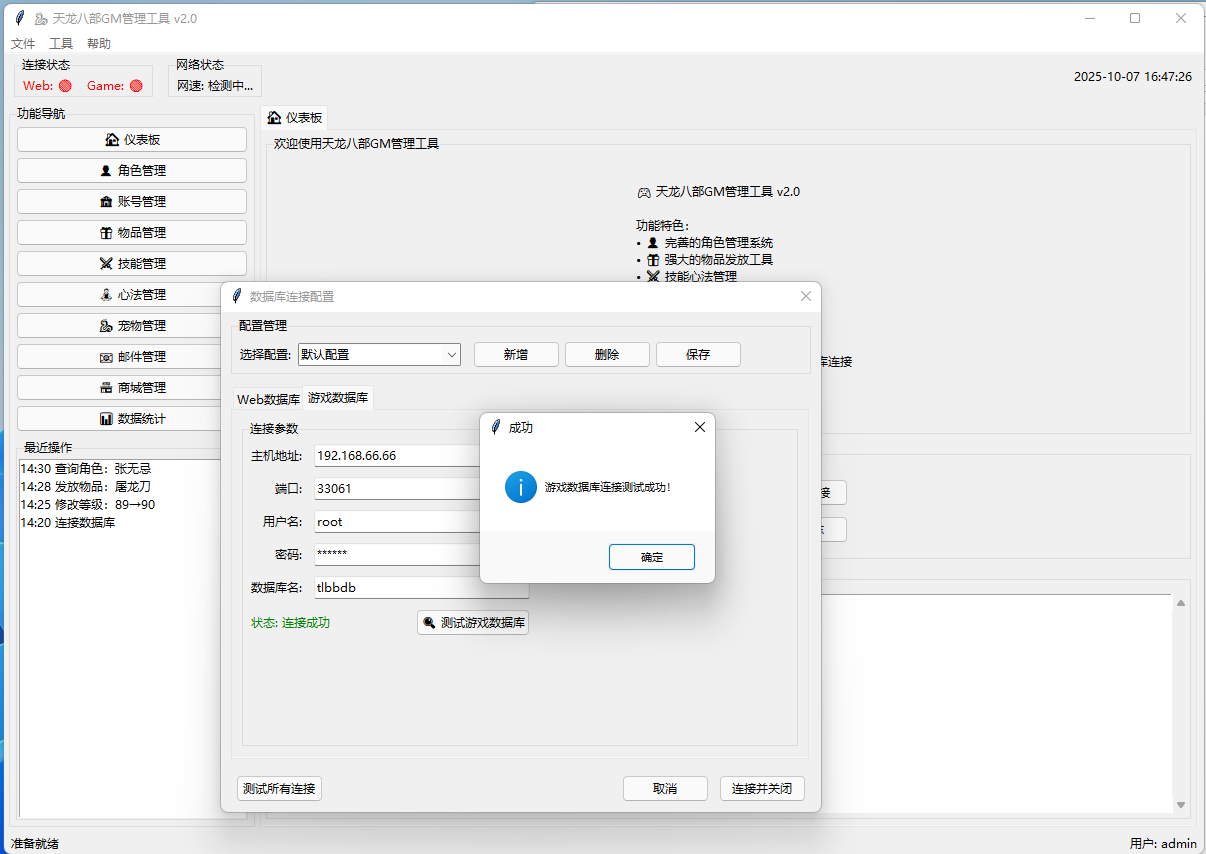 天龙八部GM管理工具 v2.0
文件 工具 帮助
连接状态
Web: Game:
网络状态
网速: 检测中...
2025-10-07 16:47:26
功能导航
仪表板
角色管理
账号管理
物品管理
技能管理
心法管理
宠物管理
邮件管理
商城管理
数据统计
最近操作
14:30 查询角色：张无忌
14:28 发放物品：屠龙刀
14:25 修改等级：89→90
14:20 连接数据库
仪表板
欢迎使用天龙八部GM管理工具
天龙八部GM管理工具 v2.0
功能特色：
• 完善的角色管理系统
• 强大的物品发放工具
• 技能心法管理
库连接
接
数据库连接配置
配置管理
选择配置: 默认配置 新增 删除 保存
Web数据库 游戏数据库
连接参数
主机地址: 192.168.66.66
端口: 33061
用户名: root
密码: ******
数据库名: tlbbdb
状态: 连接成功 测试游戏数据库
测试所有连接 取消 连接并关闭
成功
游戏数据库连接测试成功！
确定
准备就绪
用户: admin